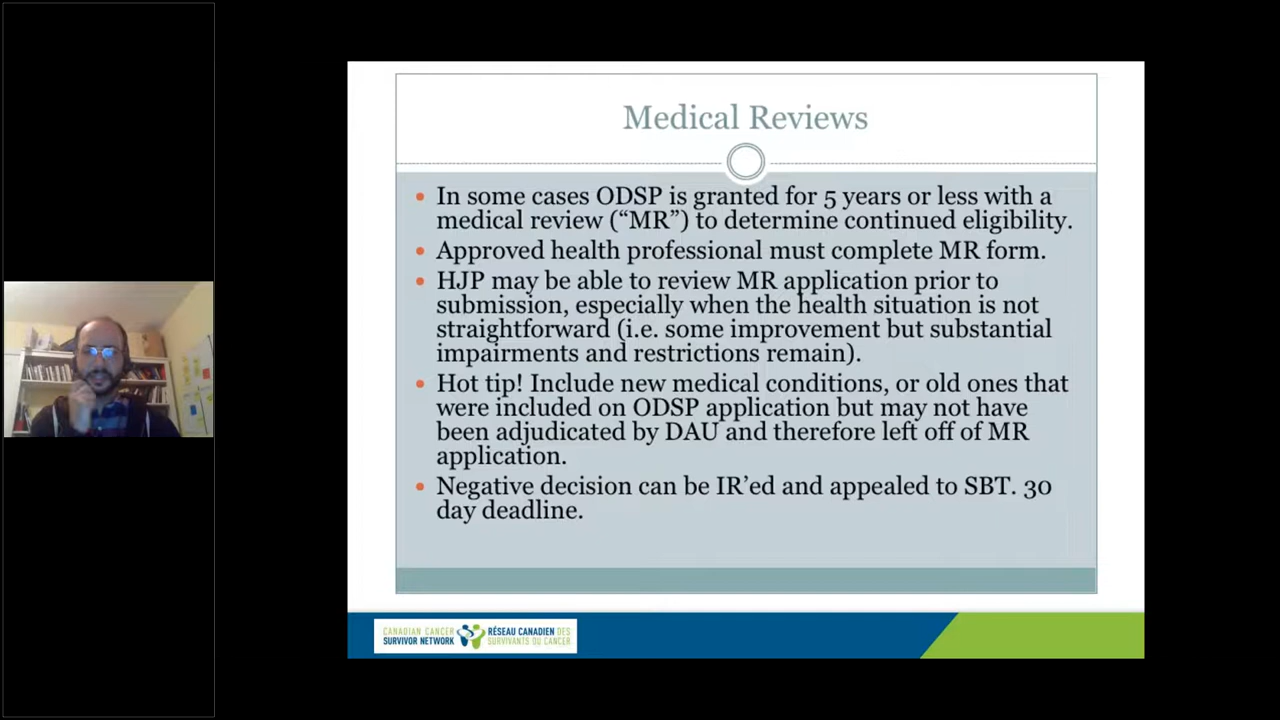 Medical Reviews
• In some cases ODSP is granted for 5 years or less with a
medical review (“MR”) to determine continued eligibility.
• Approved health professional must complete MR form.
• HJP may be able to review MR application prior to
submission, especially when the health situation is not
straightforward (i.e. some improvement but substantial
impairments and restrictions remain).
• Hot tip! Include new medical conditions, or old ones that
were included on ODSP application but may not have
been adjudicated by DAU and therefore left off of MR
application.
• Negative decision can be IR’ed and appealed to SBT. 30
day deadline.
CANADIAN CANCER
SURVIVOR NETWORK
RÉSEAU CANADIEN DES
SURVIVANTS DU CANCER